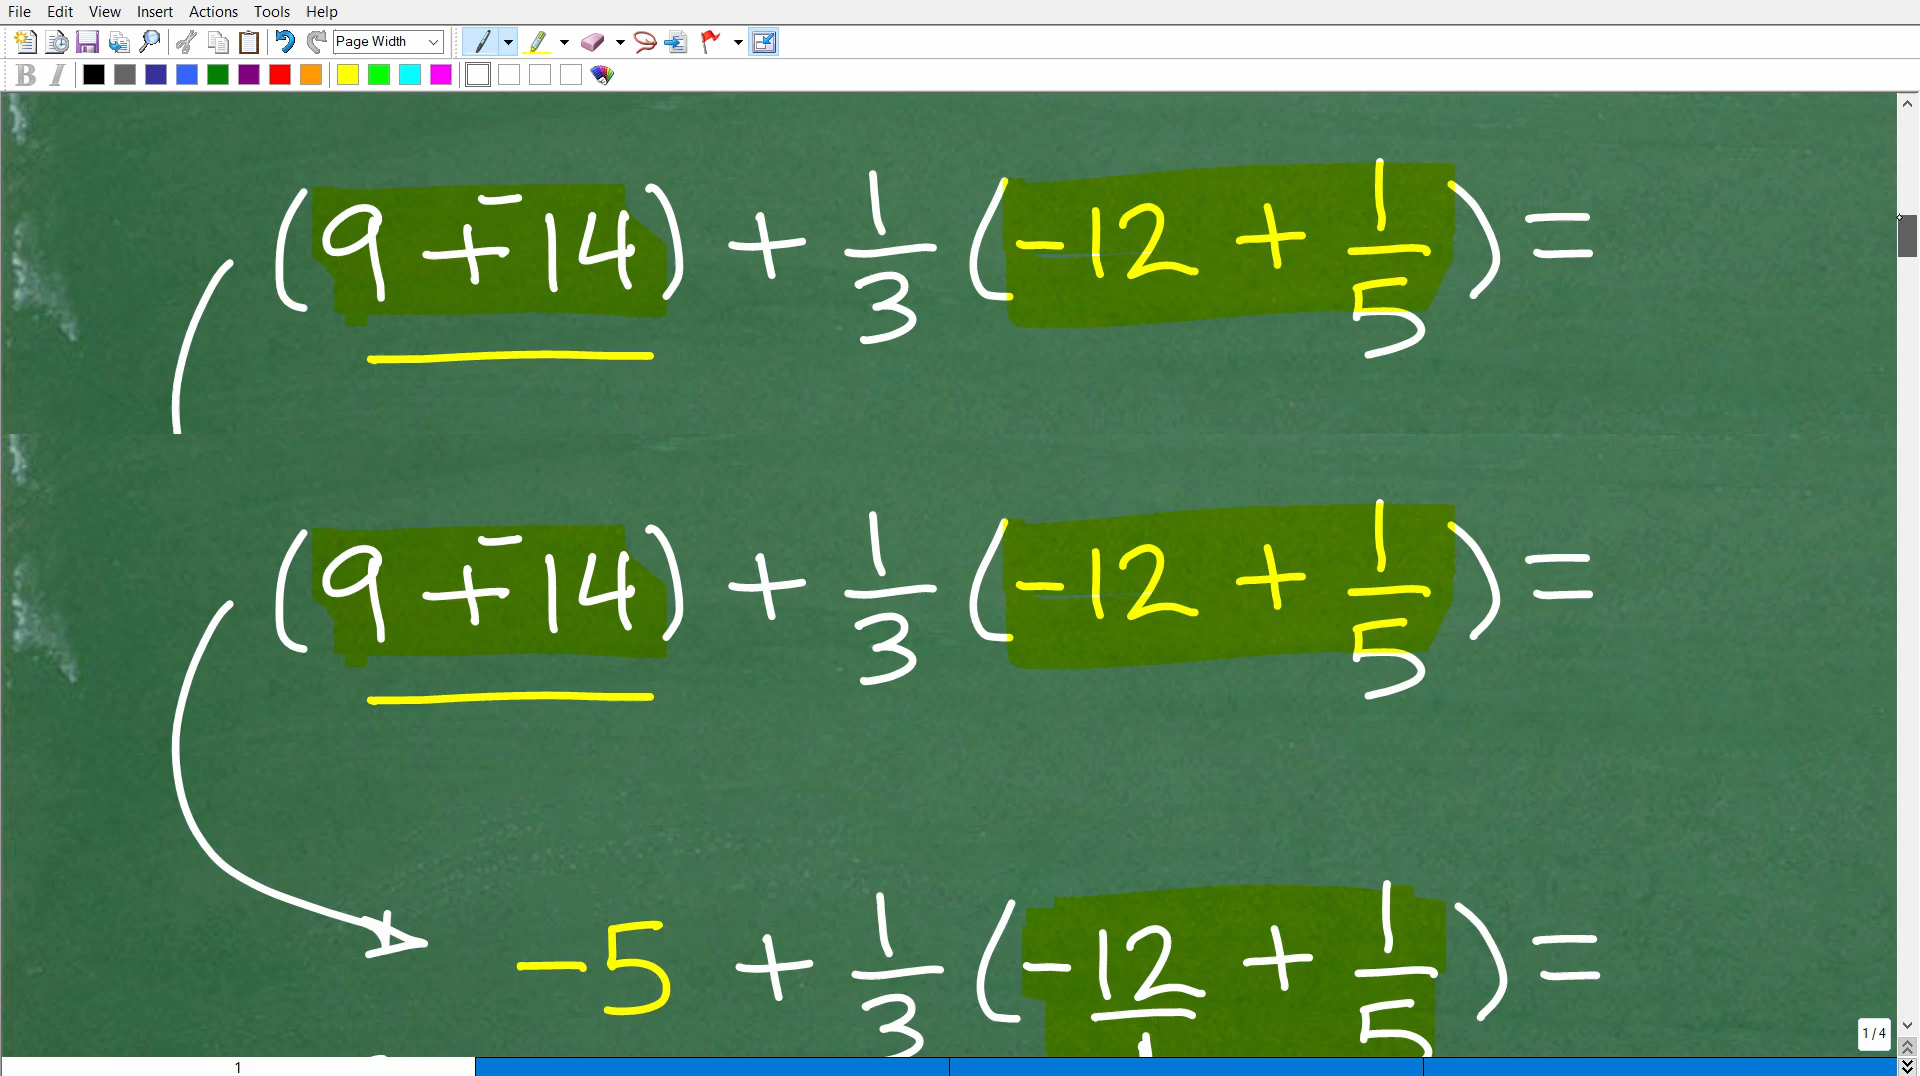 File Edit View Insert Actions Tools Help
Page Width
B I
(9 + ⁻14) + 1/3 (-12 + 1/5) =
(9 + ⁻14) + 1/3 (-12 + 1/5) =
-5 + 1/3 (-12/1 + 1/5) =
1 / 4
1